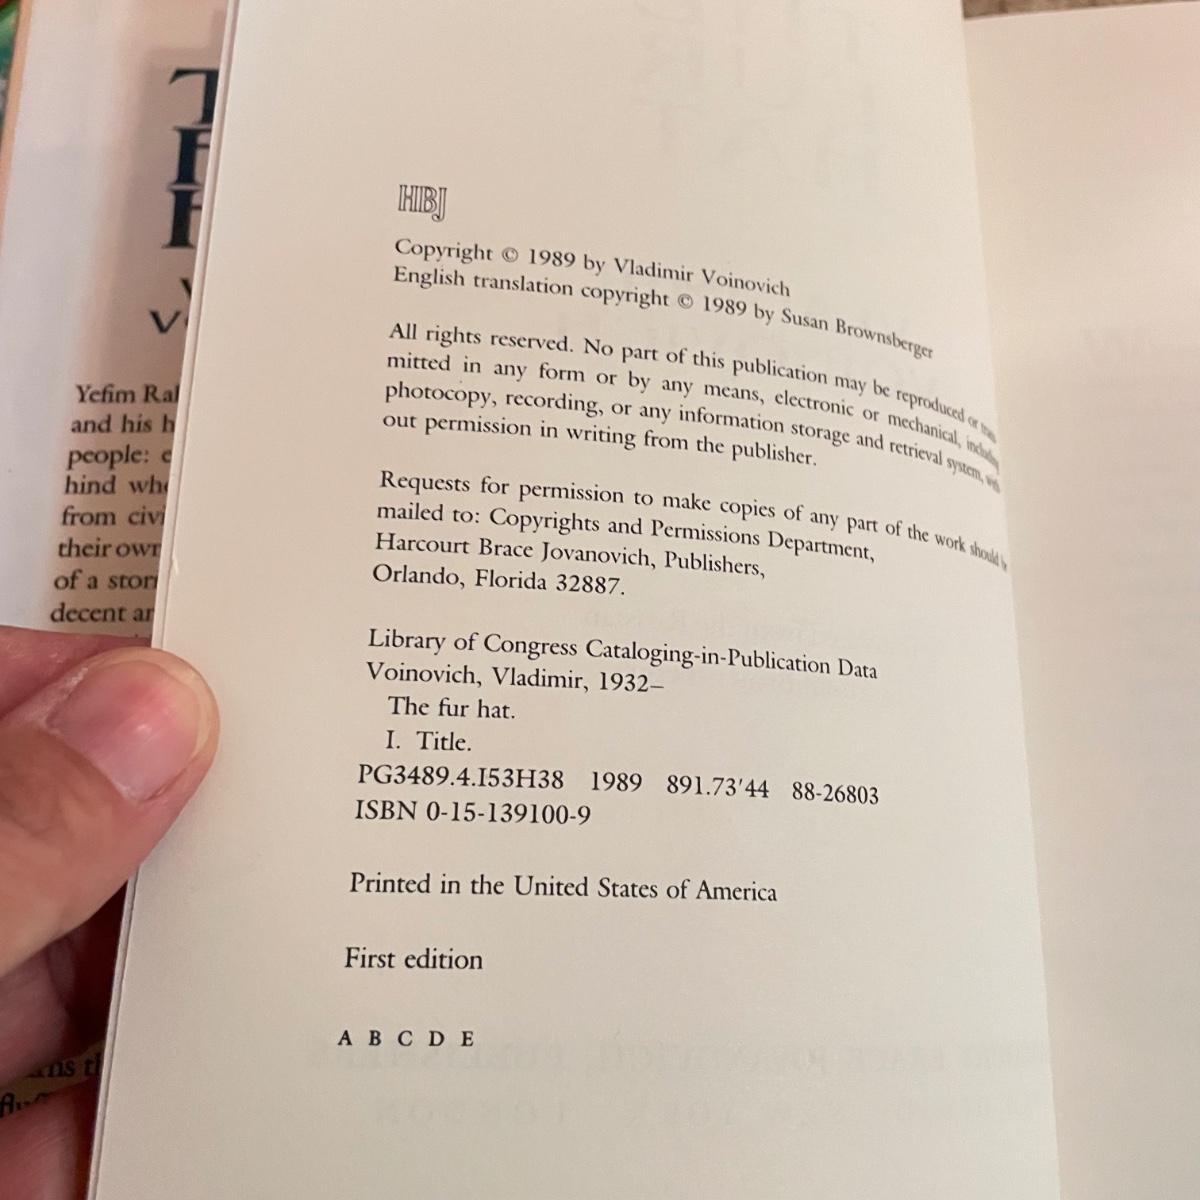 Yefim
and his
people:
hind
from
their own
of a
decent
HBJ
Copyright © 1989 by Vladimir Voinovich
English translation copyright © 1989 by Susan Brownsberger
All rights reserved. No part of this publication may be reproduced or trans
mitted in any form or by any means, electronic or mechanical, including
photocopy, recording, or any information storage and retrieval system, with
out permission in writing from the publisher.
Requests for permission to make copies of any part of the work should be
mailed to: Copyrights and Permissions Department,
Harcourt Brace Jovanovich, Publishers,
Orlando, Florida 32887.
Library of Congress Cataloging-in-Publication Data
Voinovich, Vladimir, 1932–
The fur hat.
I. Title.
PG3489.4.I53H38 1989 891.73'44 88-26803
ISBN 0-15-139100-9
Printed in the United States of America
First edition
A B C D E